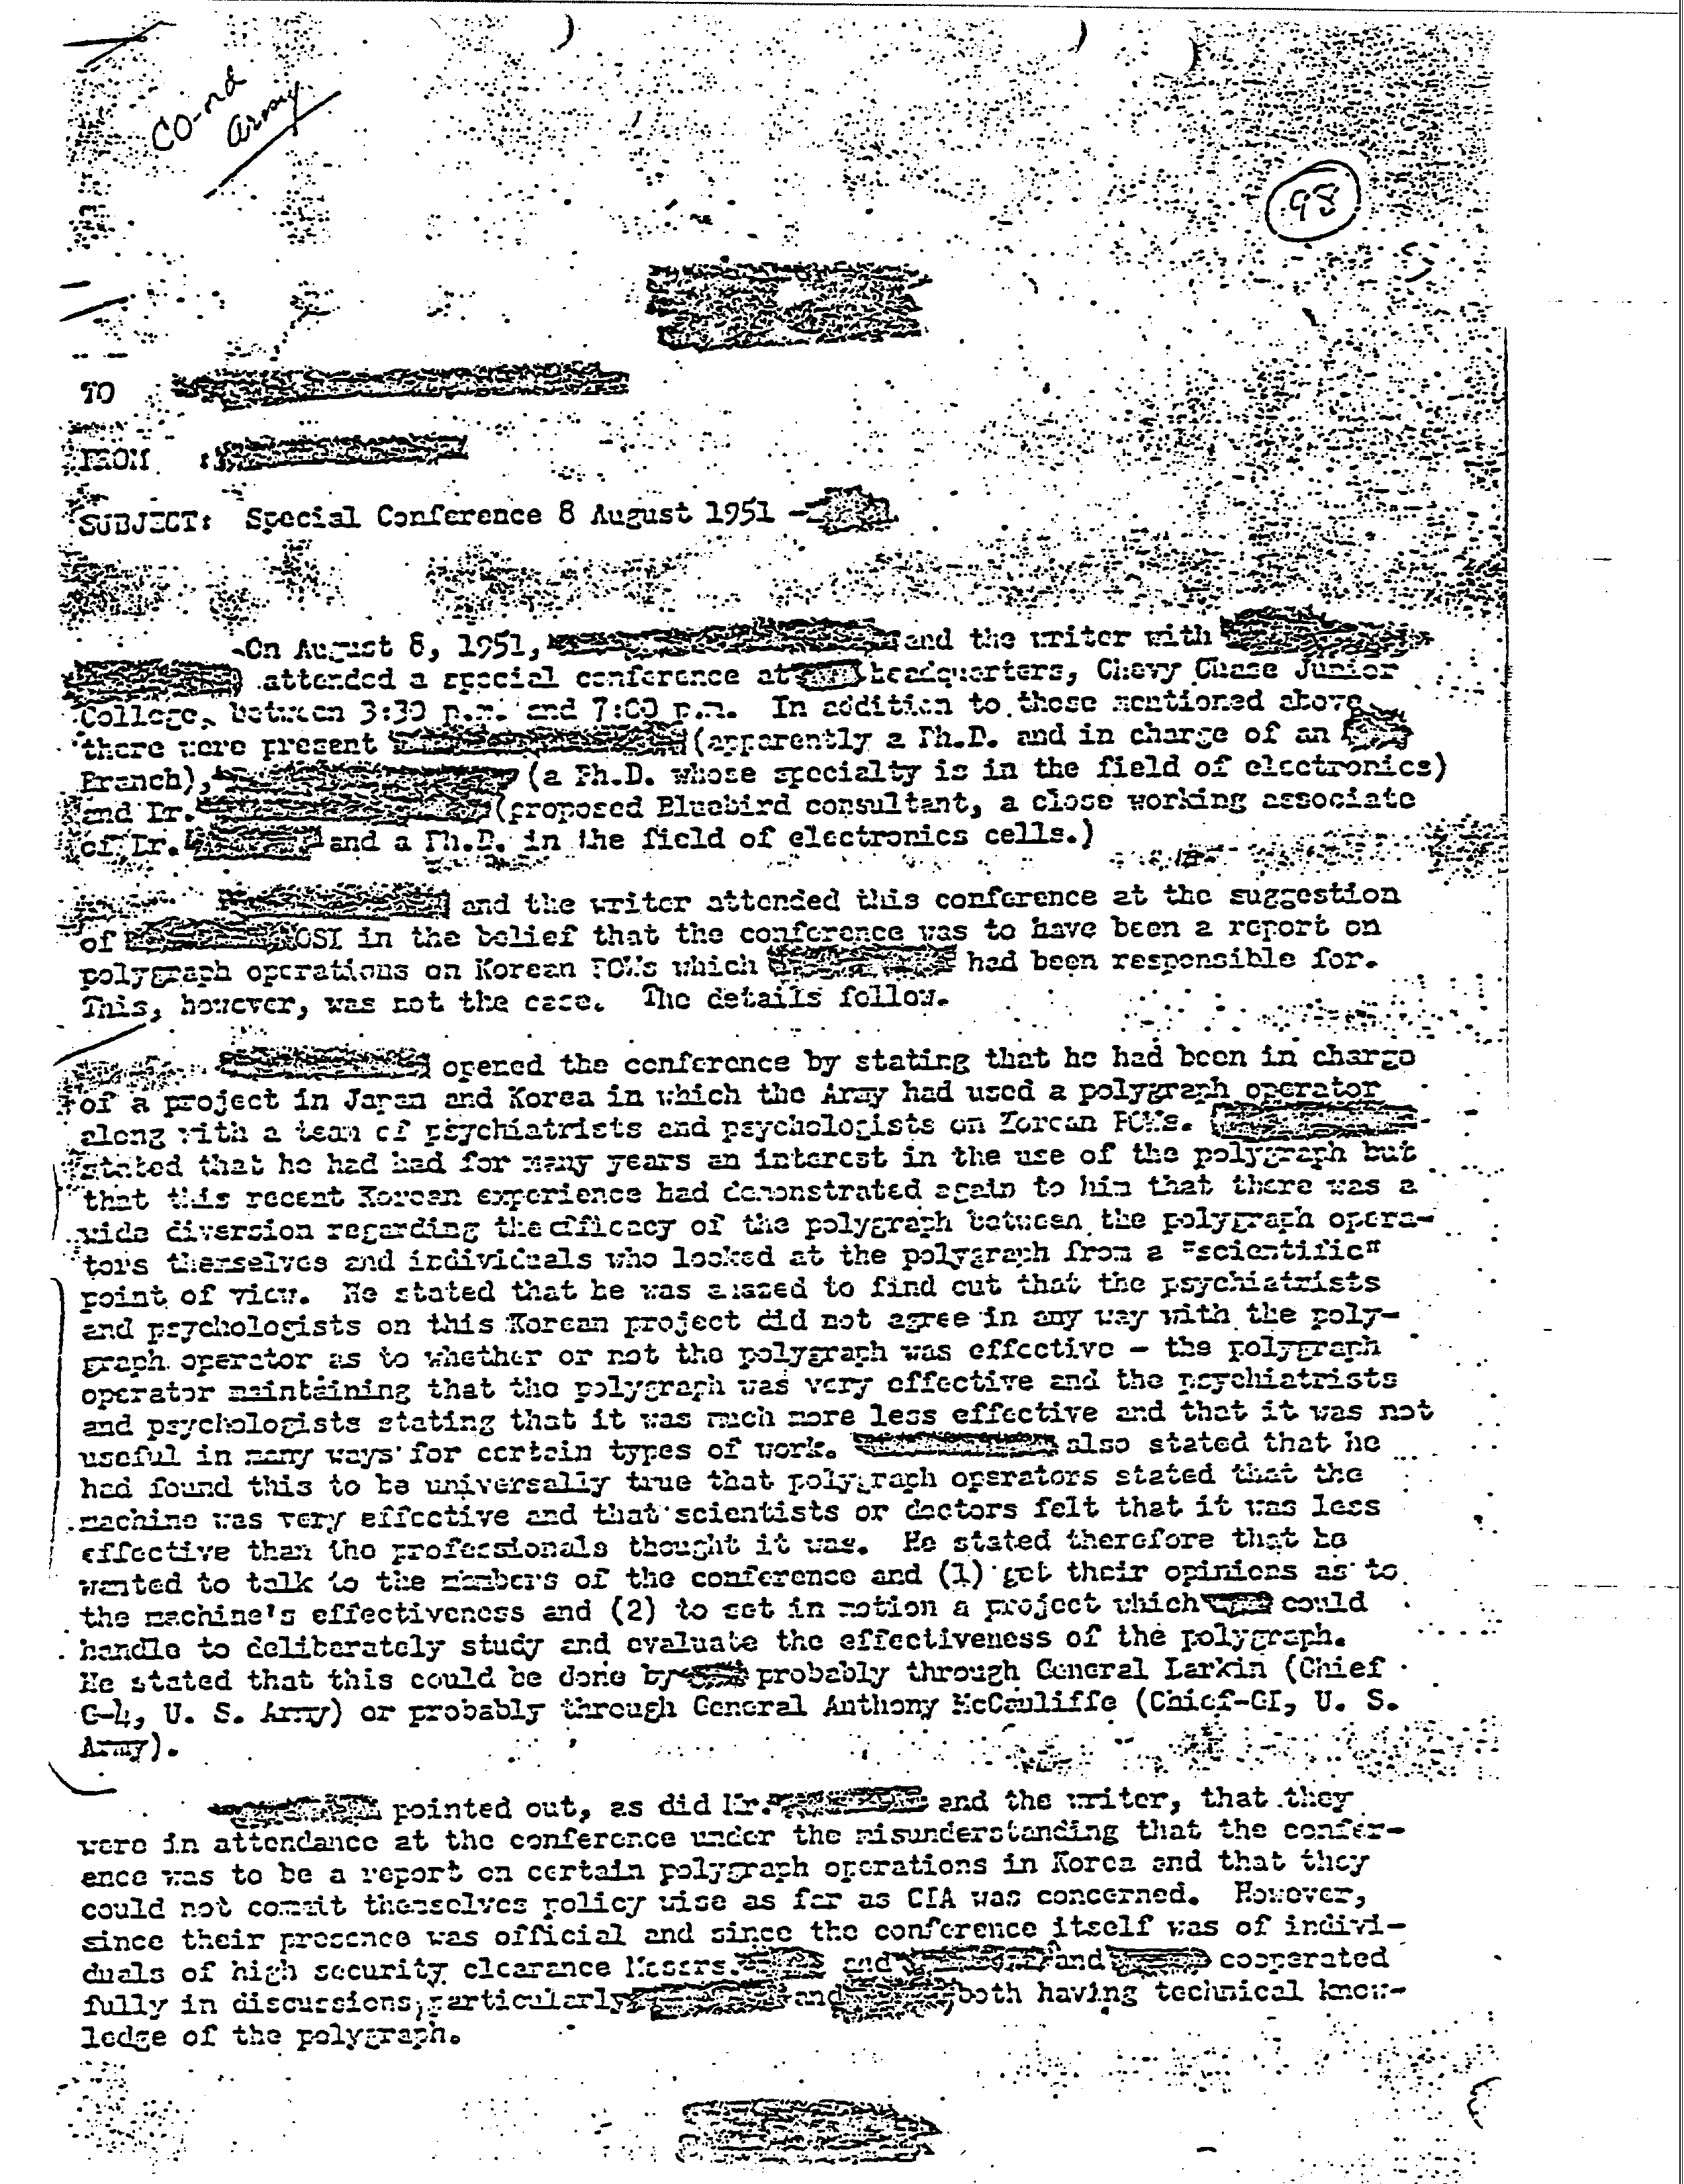 CO-ord
Army
98
TO
FROM :
SUBJECT: Special Conference 8 August 1951 -
On August 8, 1951, and the writer with
attended a special conference at headquarters, Chevy Chase Junior
College, between 3:30 p.m. and 7:00 p.m. In addition to those mentioned above
there were present (apparently a Ph.D. and in charge of an
Branch), (a Ph.D. whose specialty is in the field of electronics)
and Dr. (proposed Bluebird consultant, a close working associate
of Dr. and a Ph.D. in the field of electronics cells.)
and the writer attended this conference at the suggestion
of OSI in the belief that the conference was to have been a report on
polygraph operations on Korean POWs which had been responsible for.
This, however, was not the case. The details follow.
opened the conference by stating that he had been in charge
of a project in Japan and Korea in which the Army had used a polygraph operator
along with a team of psychiatrists and psychologists on Korean POWs.
stated that he had had for many years an interest in the use of the polygraph but
that this recent Korean experience had demonstrated again to him that there was a
wide diversion regarding the efficacy of the polygraph between the polygraph opera-
tors themselves and individuals who looked at the polygraph from a "scientific"
point of view. He stated that he was amazed to find out that the psychiatrists
and psychologists on this Korean project did not agree in any way with the poly-
graph operator as to whether or not the polygraph was effective - the polygraph
operator maintaining that the polygraph was very effective and the psychiatrists
and psychologists stating that it was much more less effective and that it was not
useful in many ways for certain types of work. also stated that he
had found this to be universally true that polygraph operators stated that the
machine was very effective and that scientists or doctors felt that it was less
effective than the professionals thought it was. He stated therefore that he
wanted to talk to the members of the conference and (1) get their opinions as to
the machine's effectiveness and (2) to set in motion a project which could
handle to deliberately study and evaluate the effectiveness of the polygraph.
He stated that this could be done by probably through General Larkin (Chief
G-4, U. S. Army) or probably through General Anthony McCauliffe (Chief-GI, U. S.
Army).
pointed out, as did Mr. and the writer, that they
were in attendance at the conference under the misunderstanding that the confer-
ence was to be a report on certain polygraph operations in Korea and that they
could not commit themselves policy wise as far as CIA was concerned. However,
since their presence was official and since the conference itself was of indivi-
duals of high security clearance Messrs. and and cooperated
fully in discussions, particularly and both having technical know-
ledge of the polygraph.